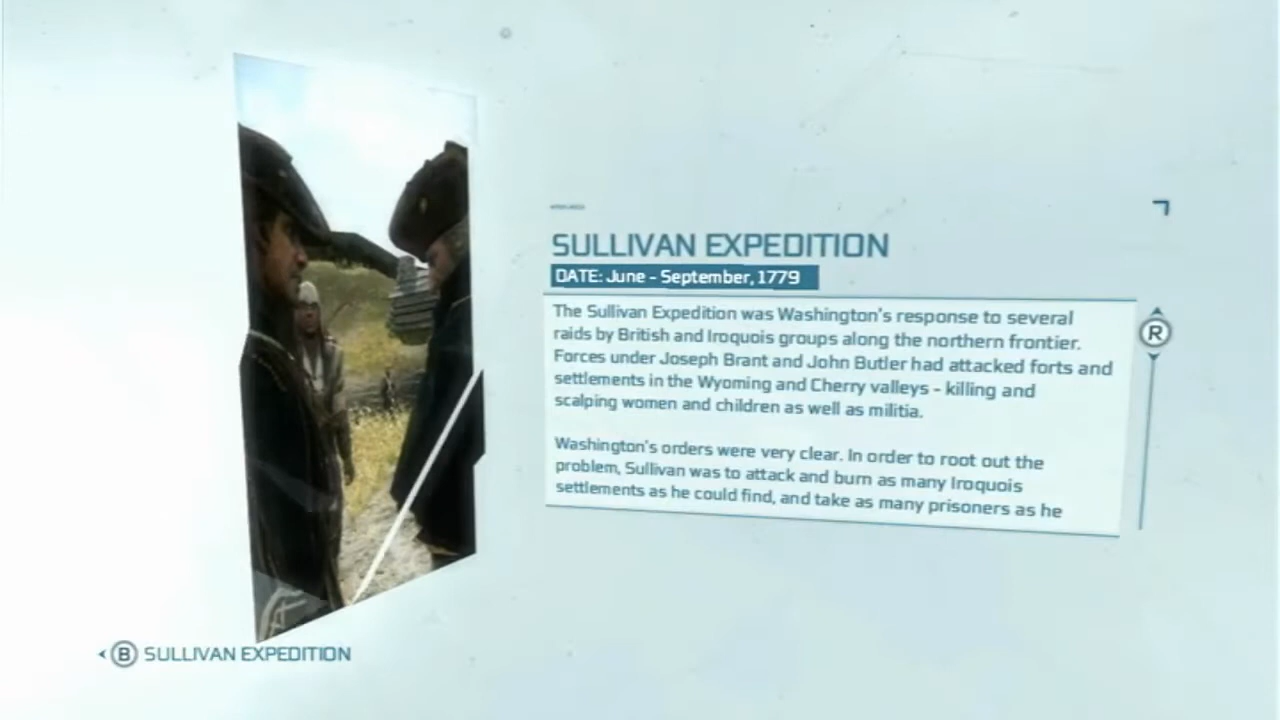 SULLIVAN EXPEDITION
DATE: June - September, 1779
The Sullivan Expedition was Washington's response to several
raids by British and Iroquois groups along the northern frontier.
Forces under Joseph Brant and John Butler had attacked forts and
settlements in the Wyoming and Cherry valleys - killing and
scalping women and children as well as militia.
Washington's orders were very clear. In order to root out the
problem, Sullivan was to attack and burn as many Iroquois
settlements as he could find, and take as many prisoners as he
R
B SULLIVAN EXPEDITION